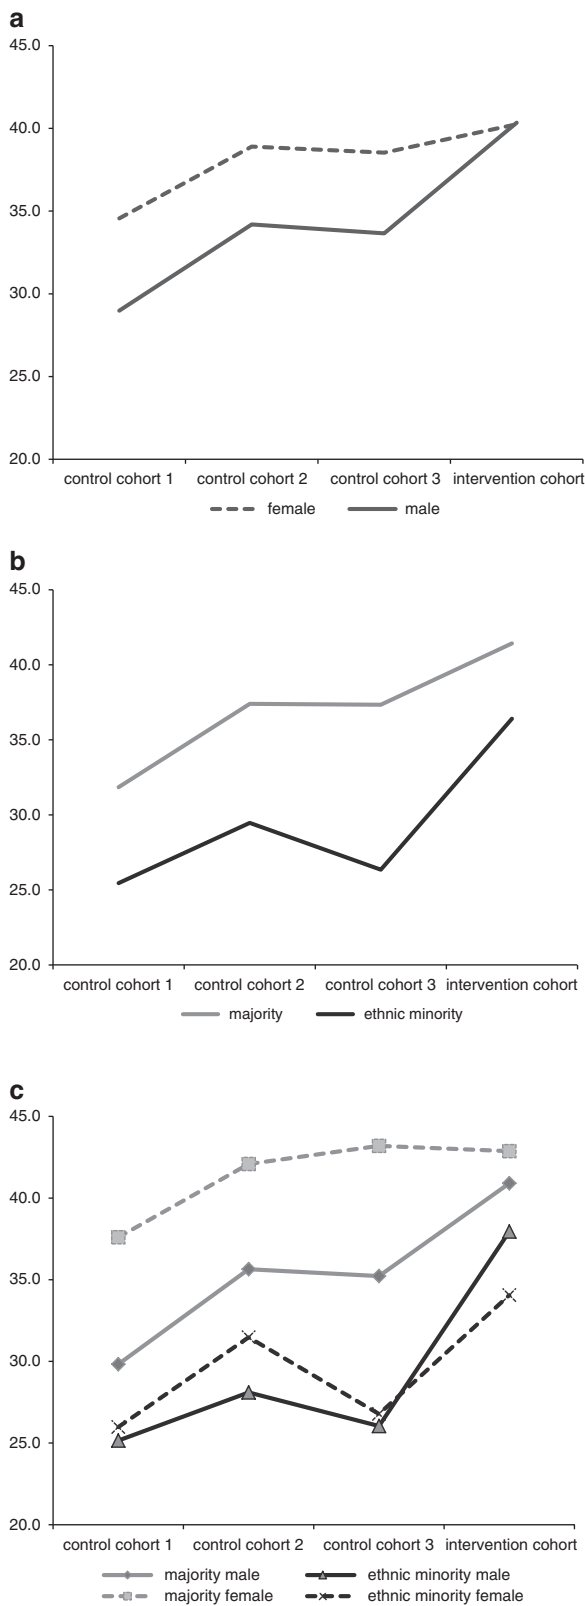 a
45.0
40.0
35.0
30.0
25.0
20.0
control cohort 1 control cohort 2 control cohort 3 intervention cohort
female male
b
45.0
40.0
35.0
30.0
25.0
20.0
control cohort 1 control cohort 2 control cohort 3 intervention cohort
majority ethnic minority
c
45.0
40.0
35.0
30.0
25.0
20.0
control cohort 1 control cohort 2 control cohort 3 intervention cohort
majority male ethnic minority male
majority female ethnic minority female